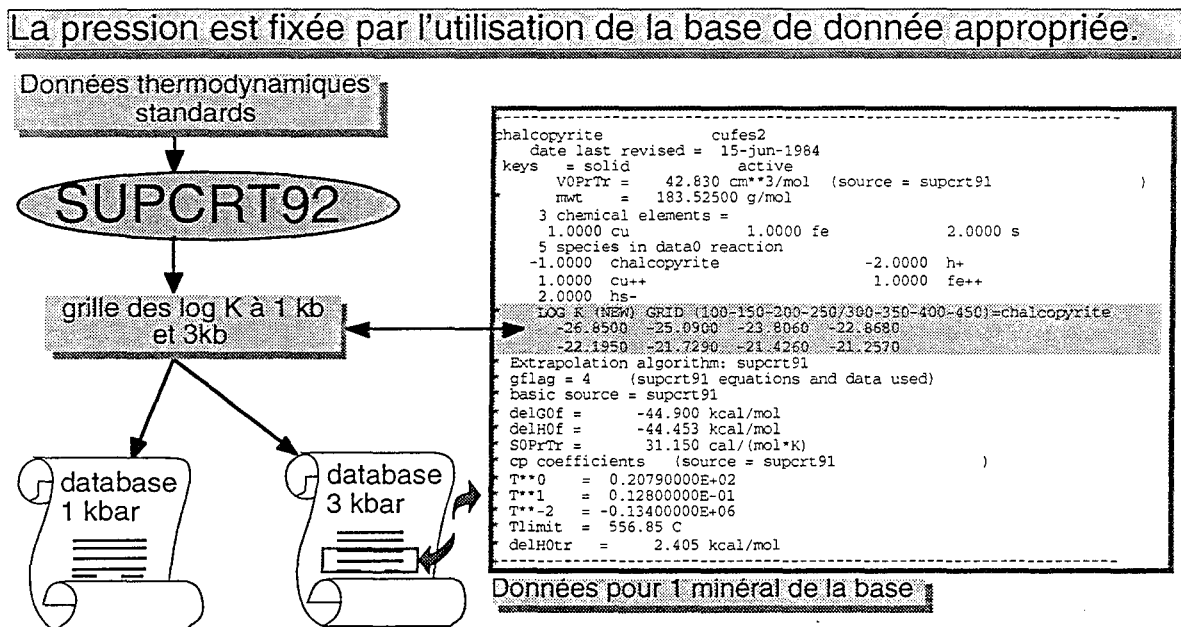 La pression est fixée par l'utilisation de la base de donnée appropriée.
Données thermodynamiques
standards
SUPCRT92
grille des log K à 1 kb
et 3kb
database
1 kbar
database
3 kbar
chalcopyrite cufes2
date last revised = 15-jun-1984
keys = solid active
V0PrTr = 42.830 cm**3/mol (source = supcrt91 )
mwt = 183.52500 g/mol
3 chemical elements =
1.0000 cu 1.0000 fe 2.0000 s
5 species in data0 reaction
-1.0000 chalcopyrite -2.0000 h+
1.0000 cu++ 1.0000 fe++
2.0000 hs-
LOG K (NEW) GRID (100-150-200-250/300-350-400-450)=chalcopyrite
-26.8500 -25.0900 -23.8060 -22.8680
-22.1950 -21.7290 -21.4260 -21.2570
* Extrapolation algorithm: supcrt91
* gflag = 4 (supcrt91 equations and data used)
* basic source = supcrt91
* delG0f = -44.900 kcal/mol
* delH0f = -44.453 kcal/mol
* S0PrTr = 31.150 cal/(mol*K)
* cp coefficients (source = supcrt91 )
* T**0 = 0.20790000E+02
* T**1 = 0.12800000E-01
* T**-2 = -0.13400000E+06
* Tlimit = 556.85 C
* delH0tr = 2.405 kcal/mol
Données pour 1 minéral de la base